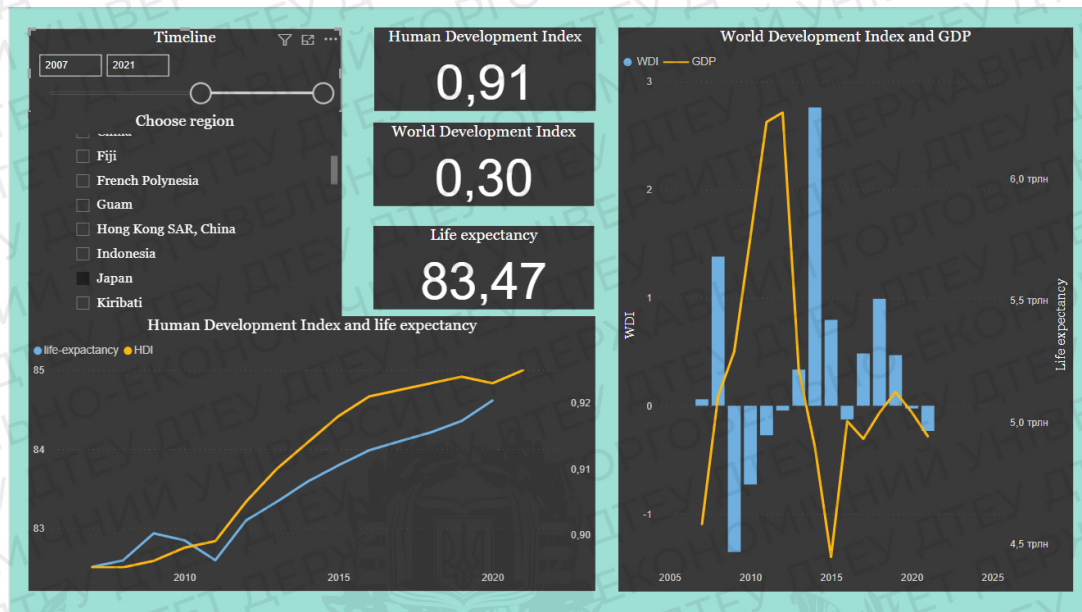 Timeline
2007 2021
Choose region
China
Fiji
French Polynesia
Guam
Hong Kong SAR, China
Indonesia
Japan
Kiribati
Human Development Index
0,91
World Development Index
0,30
Life expectancy
83,47
Human Development Index and life expectancy
life-expactancy HDI
85
84
83
0,92
0,91
0,90
2010 2015 2020
World Development Index and GDP
WDI GDP
3
2
1
0
-1
WDI
6,0 трлн
5,5 трлн
5,0 трлн
4,5 трлн
Life expectancy
2005 2010 2015 2020 2025